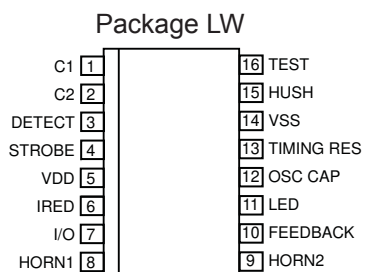 Package LW
C1 1
C2 2
DETECT 3
STROBE 4
VDD 5
IRED 6
I/O 7
HORN1 8
16 TEST
15 HUSH
14 VSS
13 TIMING RES
12 OSC CAP
11 LED
10 FEEDBACK
9 HORN2